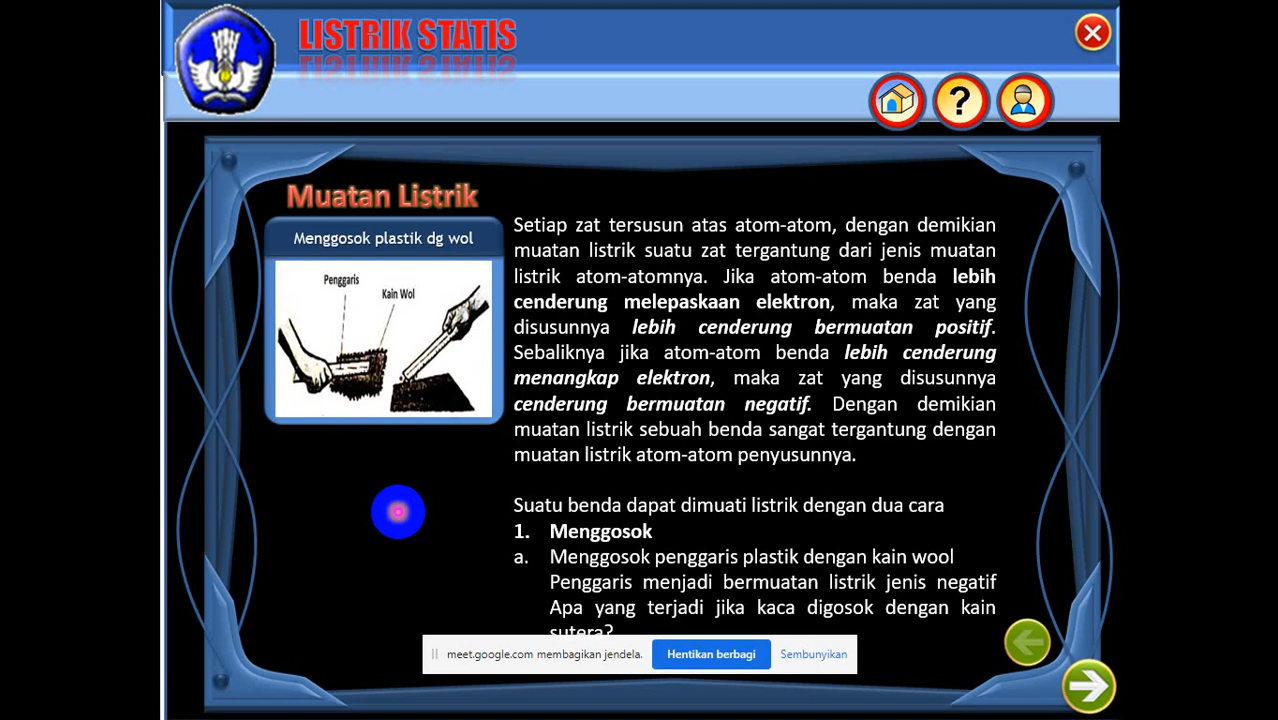 LISTRIK STATIS
?
Muatan Listrik
Menggosok plastik dg wol
Penggaris
Kain Wol
Setiap zat tersusun atas atom-atom, dengan demikian
muatan listrik suatu zat tergantung dari jenis muatan
listrik atom-atomnya. Jika atom-atom benda lebih
cenderung melepaskaan elektron, maka zat yang
disusunnya lebih cenderung bermuatan positif.
Sebaliknya jika atom-atom benda lebih cenderung
menangkap elektron, maka zat yang disusunnya
cenderung bermuatan negatif. Dengan demikian
muatan listrik sebuah benda sangat tergantung dengan
muatan listrik atom-atom penyusunnya.
Suatu benda dapat dimuati listrik dengan dua cara
1. Menggosok
a. Menggosok penggaris plastik dengan kain wool
Penggaris menjadi bermuatan listrik jenis negatif
Apa yang terjadi jika kaca digosok dengan kain
sutera?
meet.google.com membagikan jendela. Hentikan berbagi Sembunyikan